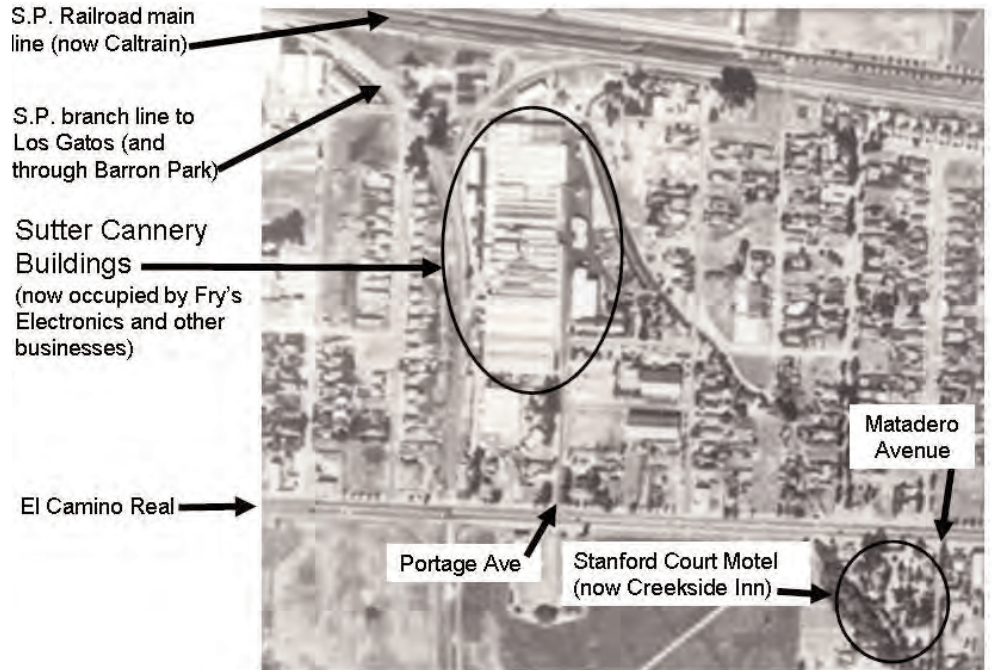 S.P. Railroad main
line (now Caltrain)
S.P. branch line to
Los Gatos (and
through Barron Park)
Sutter Cannery
Buildings
(now occupied by Fry's
Electronics and other
businesses)
El Camino Real
Portage Ave
Stanford Court Motel
(now Creekside Inn)
Matadero
Avenue